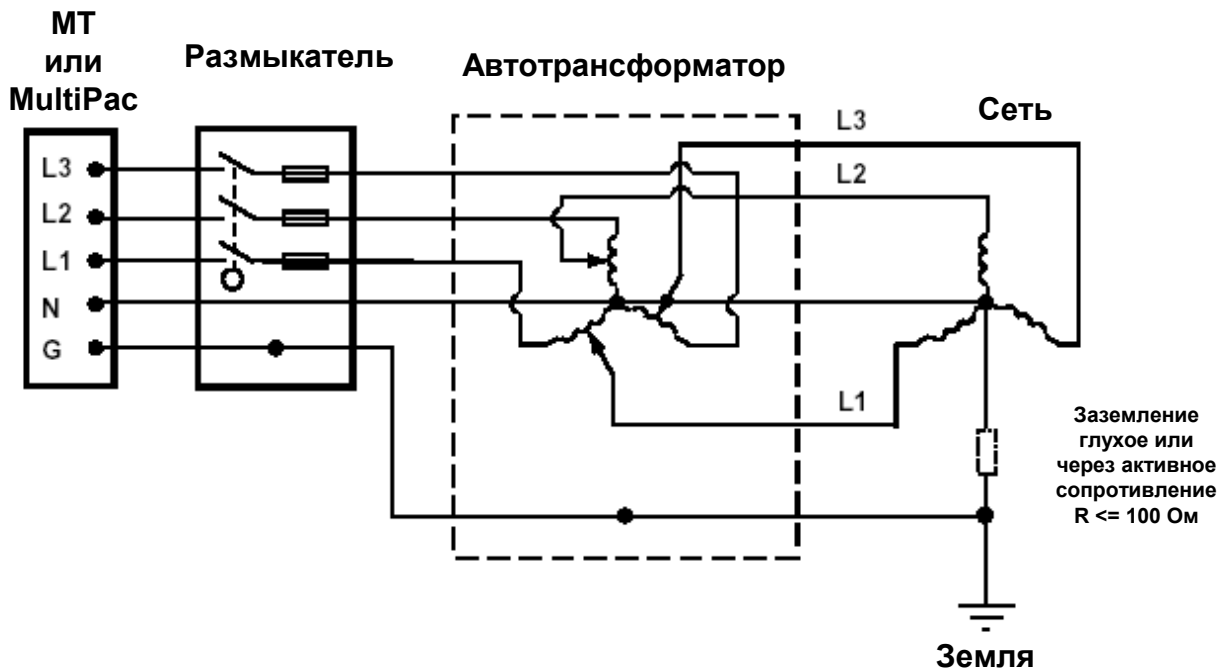 МТ
или
MultiPac
Размыкатель
Автотрансформатор
Сеть
L3
L2
L1
N
G
L3
L2
L1
Заземление
глухое или
через активное
сопротивление
R <= 100 Ом
Земля